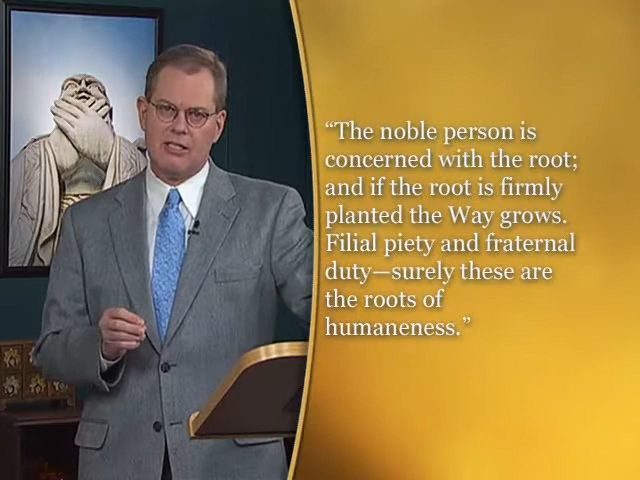 “The noble person is
concerned with the root;
and if the root is firmly
planted the Way grows.
Filial piety and fraternal
duty—surely these are
the roots of
humaneness.”